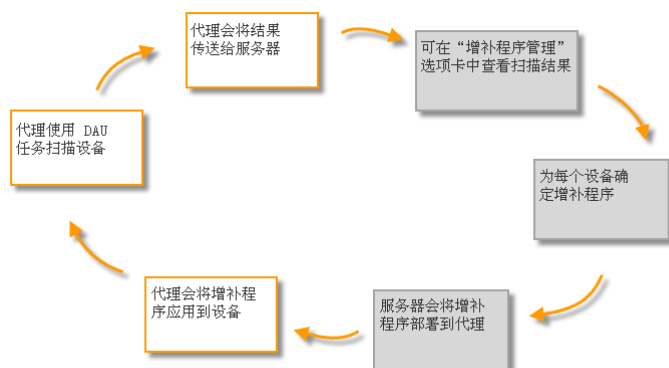 代理会将结果
传送给服务器
可在“增补程序管理”
选项卡中查看扫描结果
为每个设备确
定增补程序
服务器会将增补
程序部署到代理
代理会将增补程
序应用到设备
代理使用 DAU
任务扫描设备